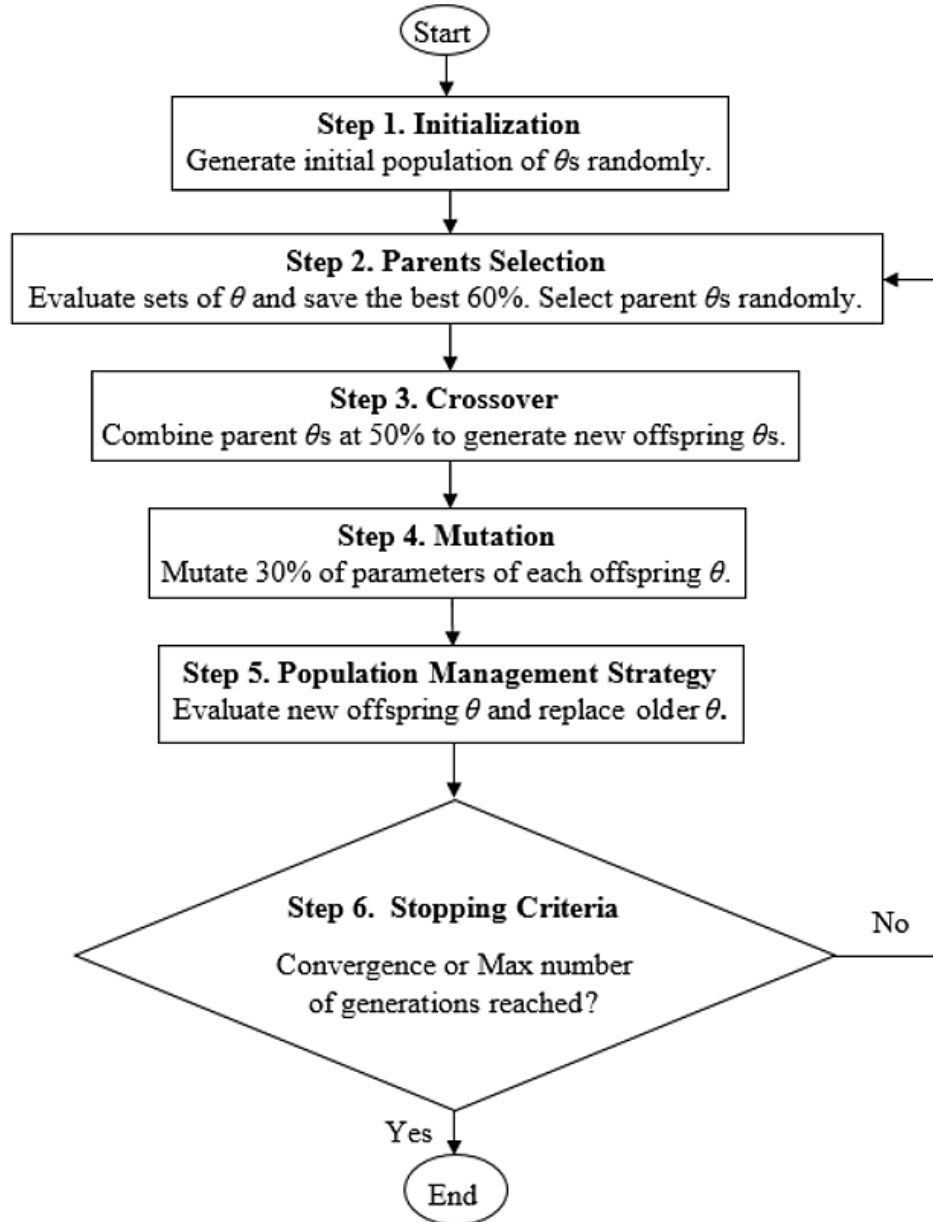 Start
Step 1. Initialization
Generate initial population of θs randomly.
Step 2. Parents Selection
Evaluate sets of θ and save the best 60%. Select parent θs randomly.
Step 3. Crossover
Combine parent θs at 50% to generate new offspring θs.
Step 4. Mutation
Mutate 30% of parameters of each offspring θ.
Step 5. Population Management Strategy
Evaluate new offspring θ and replace older θ.
Step 6. Stopping Criteria
Convergence or Max number
of generations reached?
No
Yes
End